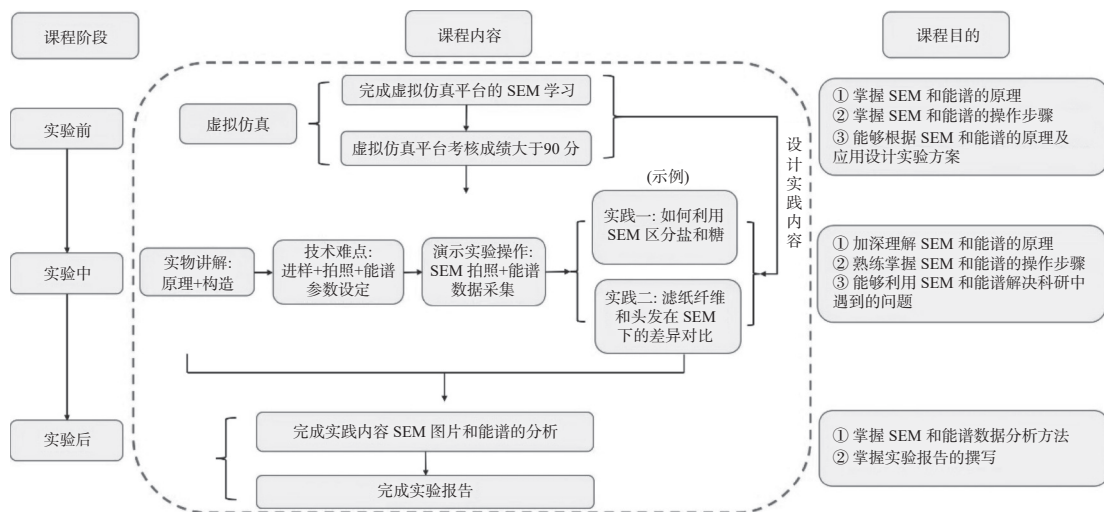 课程阶段
课程内容
课程目的
实验前
虚拟仿真
完成虚拟仿真平台的 SEM 学习
虚拟仿真平台考核成绩大于90 分
设计实践内容
① 掌握 SEM 和能谱的原理
② 掌握 SEM 和能谱的操作步骤
③ 能够根据 SEM 和能谱的原理及
应用设计实验方案
实验中
实物讲解:
原理+构造
技术难点:
进样+拍照+能谱
参数设定
演示实验操作:
SEM 拍照+能谱
数据采集
(示例)
实践一: 如何利用
SEM 区分盐和糖
实践二: 滤纸纤维
和头发在 SEM
下的差异对比
① 加深理解 SEM 和能谱的原理
② 熟练掌握 SEM 和能谱的操作步骤
③ 能够利用 SEM 和能谱解决科研中
遇到的问题
实验后
完成实践内容 SEM 图片和能谱的分析
完成实验报告
① 掌握 SEM 和能谱数据分析方法
② 掌握实验报告的撰写